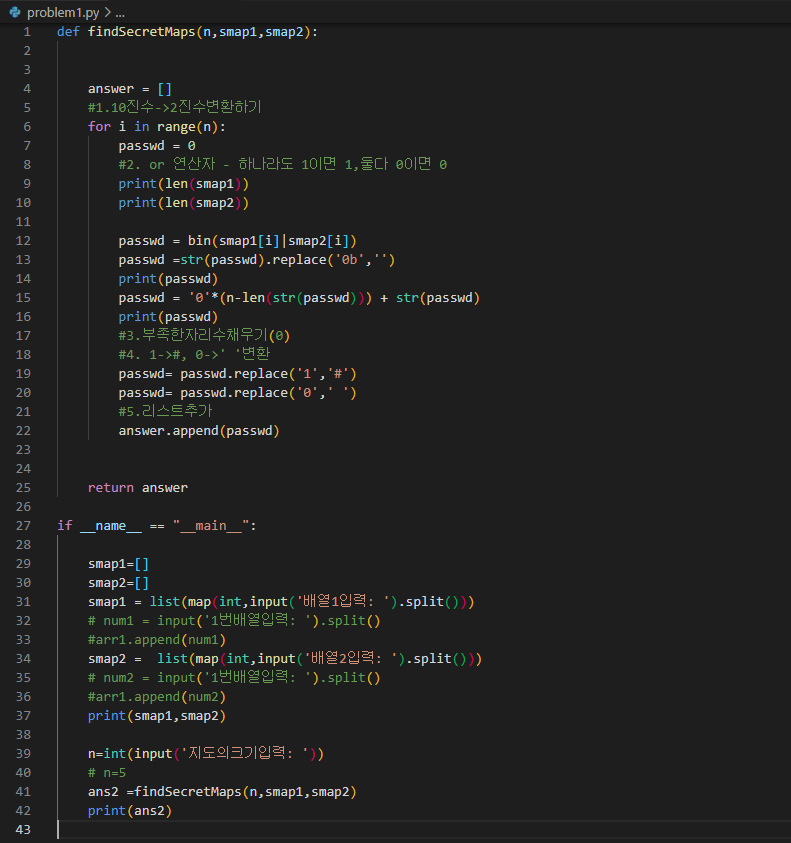 problem1.py > ...
1 def findSecretMaps(n,smap1,smap2):
2
3
4     answer = []
5     #1.10진수->2진수변환하기
6     for i in range(n):
7         passwd = 0
8         #2. or 연산자 - 하나라도 1이면 1,둘다 0이면 0
9         print(len(smap1))
10         print(len(smap2))
11
12         passwd = bin(smap1[i]|smap2[i])
13         passwd =str(passwd).replace('0b','')
14         print(passwd)
15         passwd = '0'*(n-len(str(passwd))) + str(passwd)
16         print(passwd)
17         #3.부족한자리수채우기(0)
18         #4. 1->#, 0->' '변환
19         passwd= passwd.replace('1','#')
20         passwd= passwd.replace('0',' ')
21         #5.리스트추가
22         answer.append(passwd)
23
24
25     return answer
26
27 if __name__ == "__main__":
28
29     smap1=[]
30     smap2=[]
31     smap1 = list(map(int,input('배열1입력: ').split()))
32     # num1 = input('1번배열입력: ').split()
33     #arr1.append(num1)
34     smap2 =  list(map(int,input('배열2입력: ').split()))
35     # num2 = input('1번배열입력: ').split()
36     #arr1.append(num2)
37     print(smap1,smap2)
38
39     n=int(input('지도의크기입력: '))
40     # n=5
41     ans2 =findSecretMaps(n,smap1,smap2)
42     print(ans2)
43